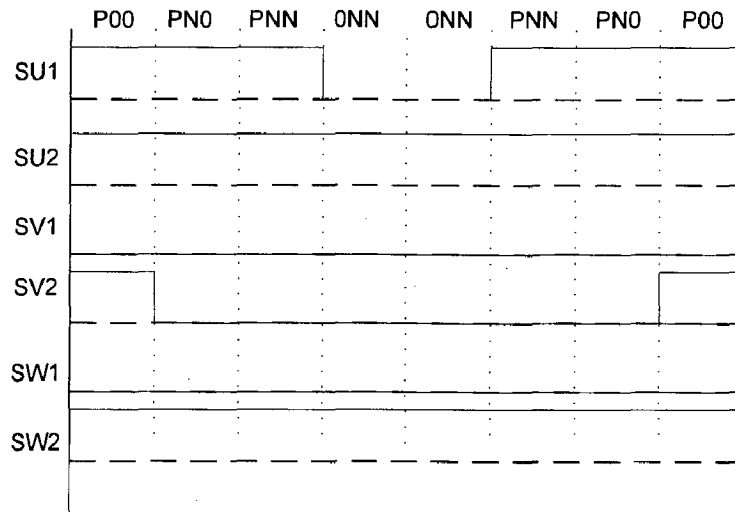 P00 PN0 PNN 0NN 0NN PNN PN0 P00
SU1
SU2
SV1
SV2
SW1
SW2